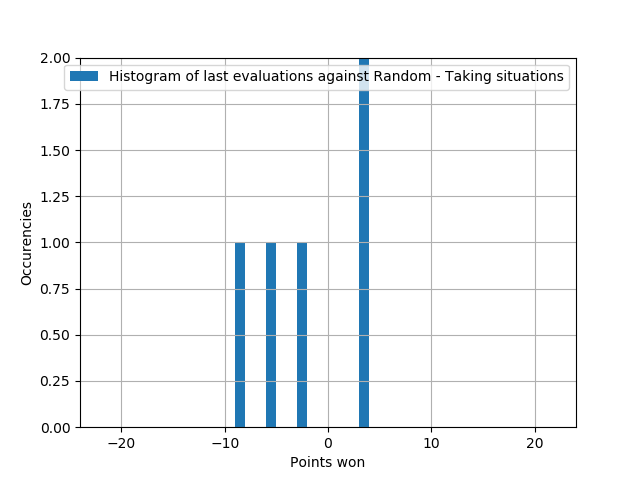 Histogram of last evaluations against Random - Taking situations
2.00
1.75
1.50
1.25
1.00
0.75
0.50
0.25
0.00
Occurencies
−20 −10 0 10 20
Points won